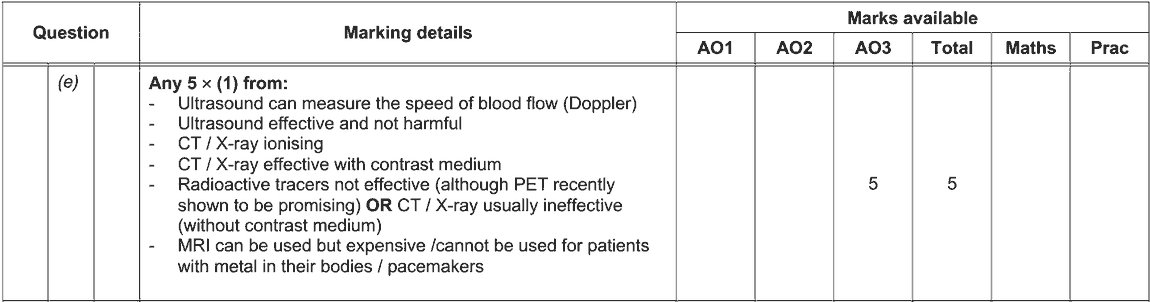 Question Marking details Marks available
AO1 AO2 AO3 Total Maths Prac
(e) Any 5 × (1) from:
- Ultrasound can measure the speed of blood flow (Doppler)
- Ultrasound effective and not harmful
- CT / X-ray ionising
- CT / X-ray effective with contrast medium
- Radioactive tracers not effective (although PET recently 5 5
shown to be promising) OR CT / X-ray usually ineffective
(without contrast medium)
- MRI can be used but expensive /cannot be used for patients
with metal in their bodies / pacemakers